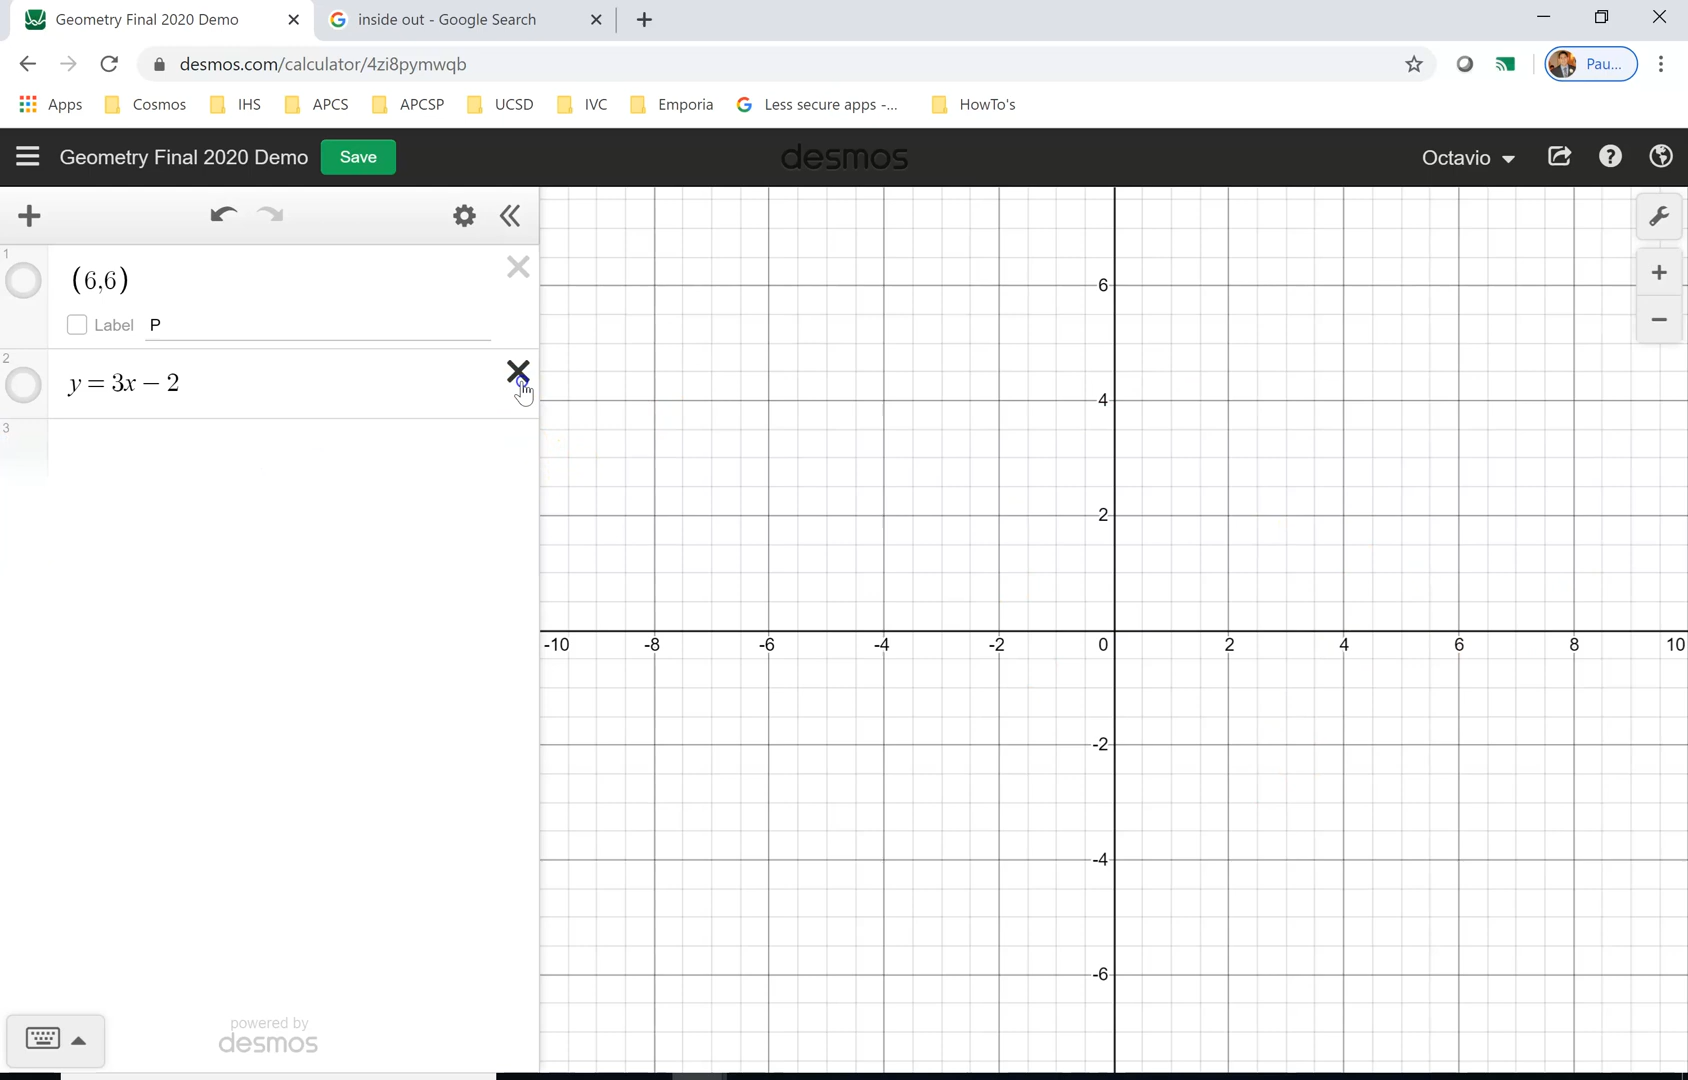 Geometry Final 2020 Demo
inside out - Google Search
desmos.com/calculator/4zi8pymwqb
Pau...
Apps Cosmos IHS APCS APCSP UCSD IVC Emporia Less secure apps -... HowTo's
Geometry Final 2020 Demo Save desmos Octavio
1
(6,6)
Label P
2
y = 3x − 2
3
6
4
2
-10 -8 -6 -4 -2 0 2 4 6 8 10
-2
-4
-6
powered by
desmos